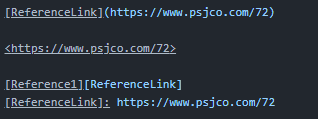 [ReferenceLink](https://www.psjco.com/72)
<https://www.psjco.com/72>
[Reference1][ReferenceLink]
[ReferenceLink]: https://www.psjco.com/72